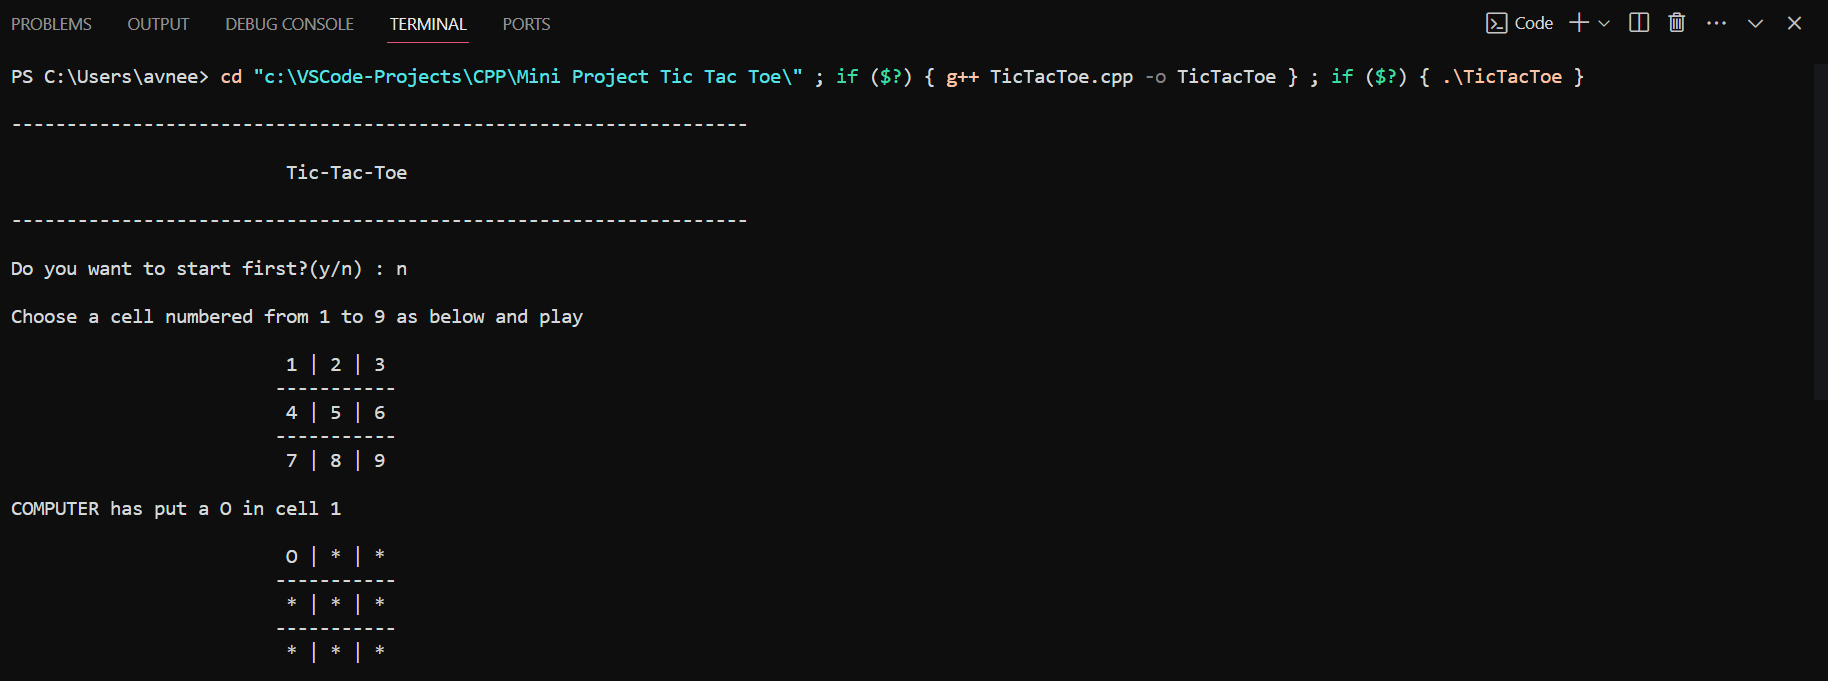 PROBLEMS OUTPUT DEBUG CONSOLE TERMINAL PORTS Code
PS C:\Users\avnee> cd "c:\VSCode-Projects\CPP\Mini Project Tic Tac Toe\" ; if ($?) { g++ TicTacToe.cpp -o TicTacToe } ; if ($?) { .\TicTacToe }
-------------------------------------------------------------------
Tic-Tac-Toe
-------------------------------------------------------------------
Do you want to start first?(y/n) : n
Choose a cell numbered from 1 to 9 as below and play
1 | 2 | 3
-----------
4 | 5 | 6
-----------
7 | 8 | 9
COMPUTER has put a O in cell 1
O | * | *
-----------
* | * | *
-----------
* | * | *